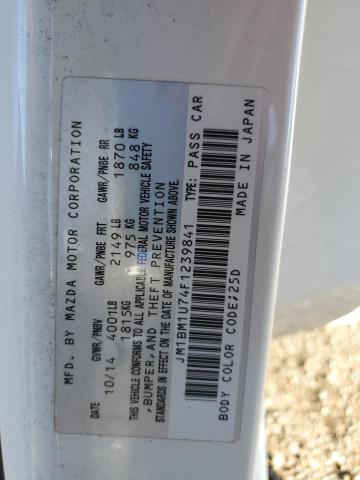 MFD. BY MAZDA MOTOR CORPORATION
DATE GVWR/PNBV GAWR/PNBE FRT GAWR/PNBE RR
10/14 4001LB 2149 LB 1870 LB
1815KG 975 KG 848 KG
THIS VEHICLE CONFORMS TO ALL APPLICABLE FEDERAL MOTOR VEHICLE SAFETY
,BUMPER, AND THEFT PREVENTION
STANDARDS IN EFFECT ON THE DATE OF MANUFACTURE SHOWN ABOVE.
JM1BM1U74F1239841 TYPE: PASS CAR
BODY COLOR CODE;25D MADE IN JAPAN